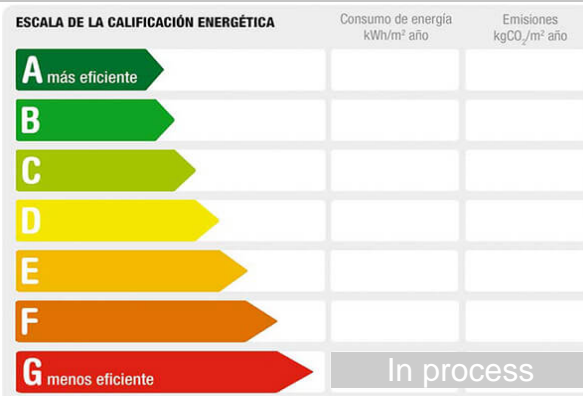 ESCALA DE LA CALIFICACIÓN ENERGÉTICA
Consumo de energía
kWh/m² año
Emisiones
kgCO₂/m² año
A más eficiente
B
C
D
E
F
G menos eficiente
In process